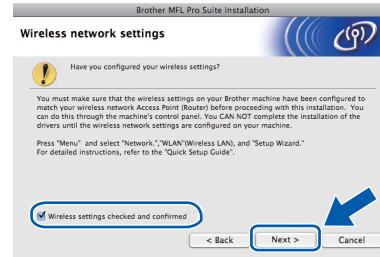 Brother MFL Pro Suite Installation
Wireless network settings
Have you configured your wireless settings?
You must make sure that the wireless settings on your Brother machine have been configured to
match your wireless network Access Point (Router) before proceeding with this installation. You
can do this through the machine's control panel. You CAN NOT complete the installation of the
drivers until the wireless network settings are configured on your machine.
Press "Menu" and select "Network.","WLAN"(Wireless LAN), and "Setup Wizard."
For detailed instructions, refer to the "Quick Setup Guide".
Wireless settings checked and confirmed
< Back Next > Cancel